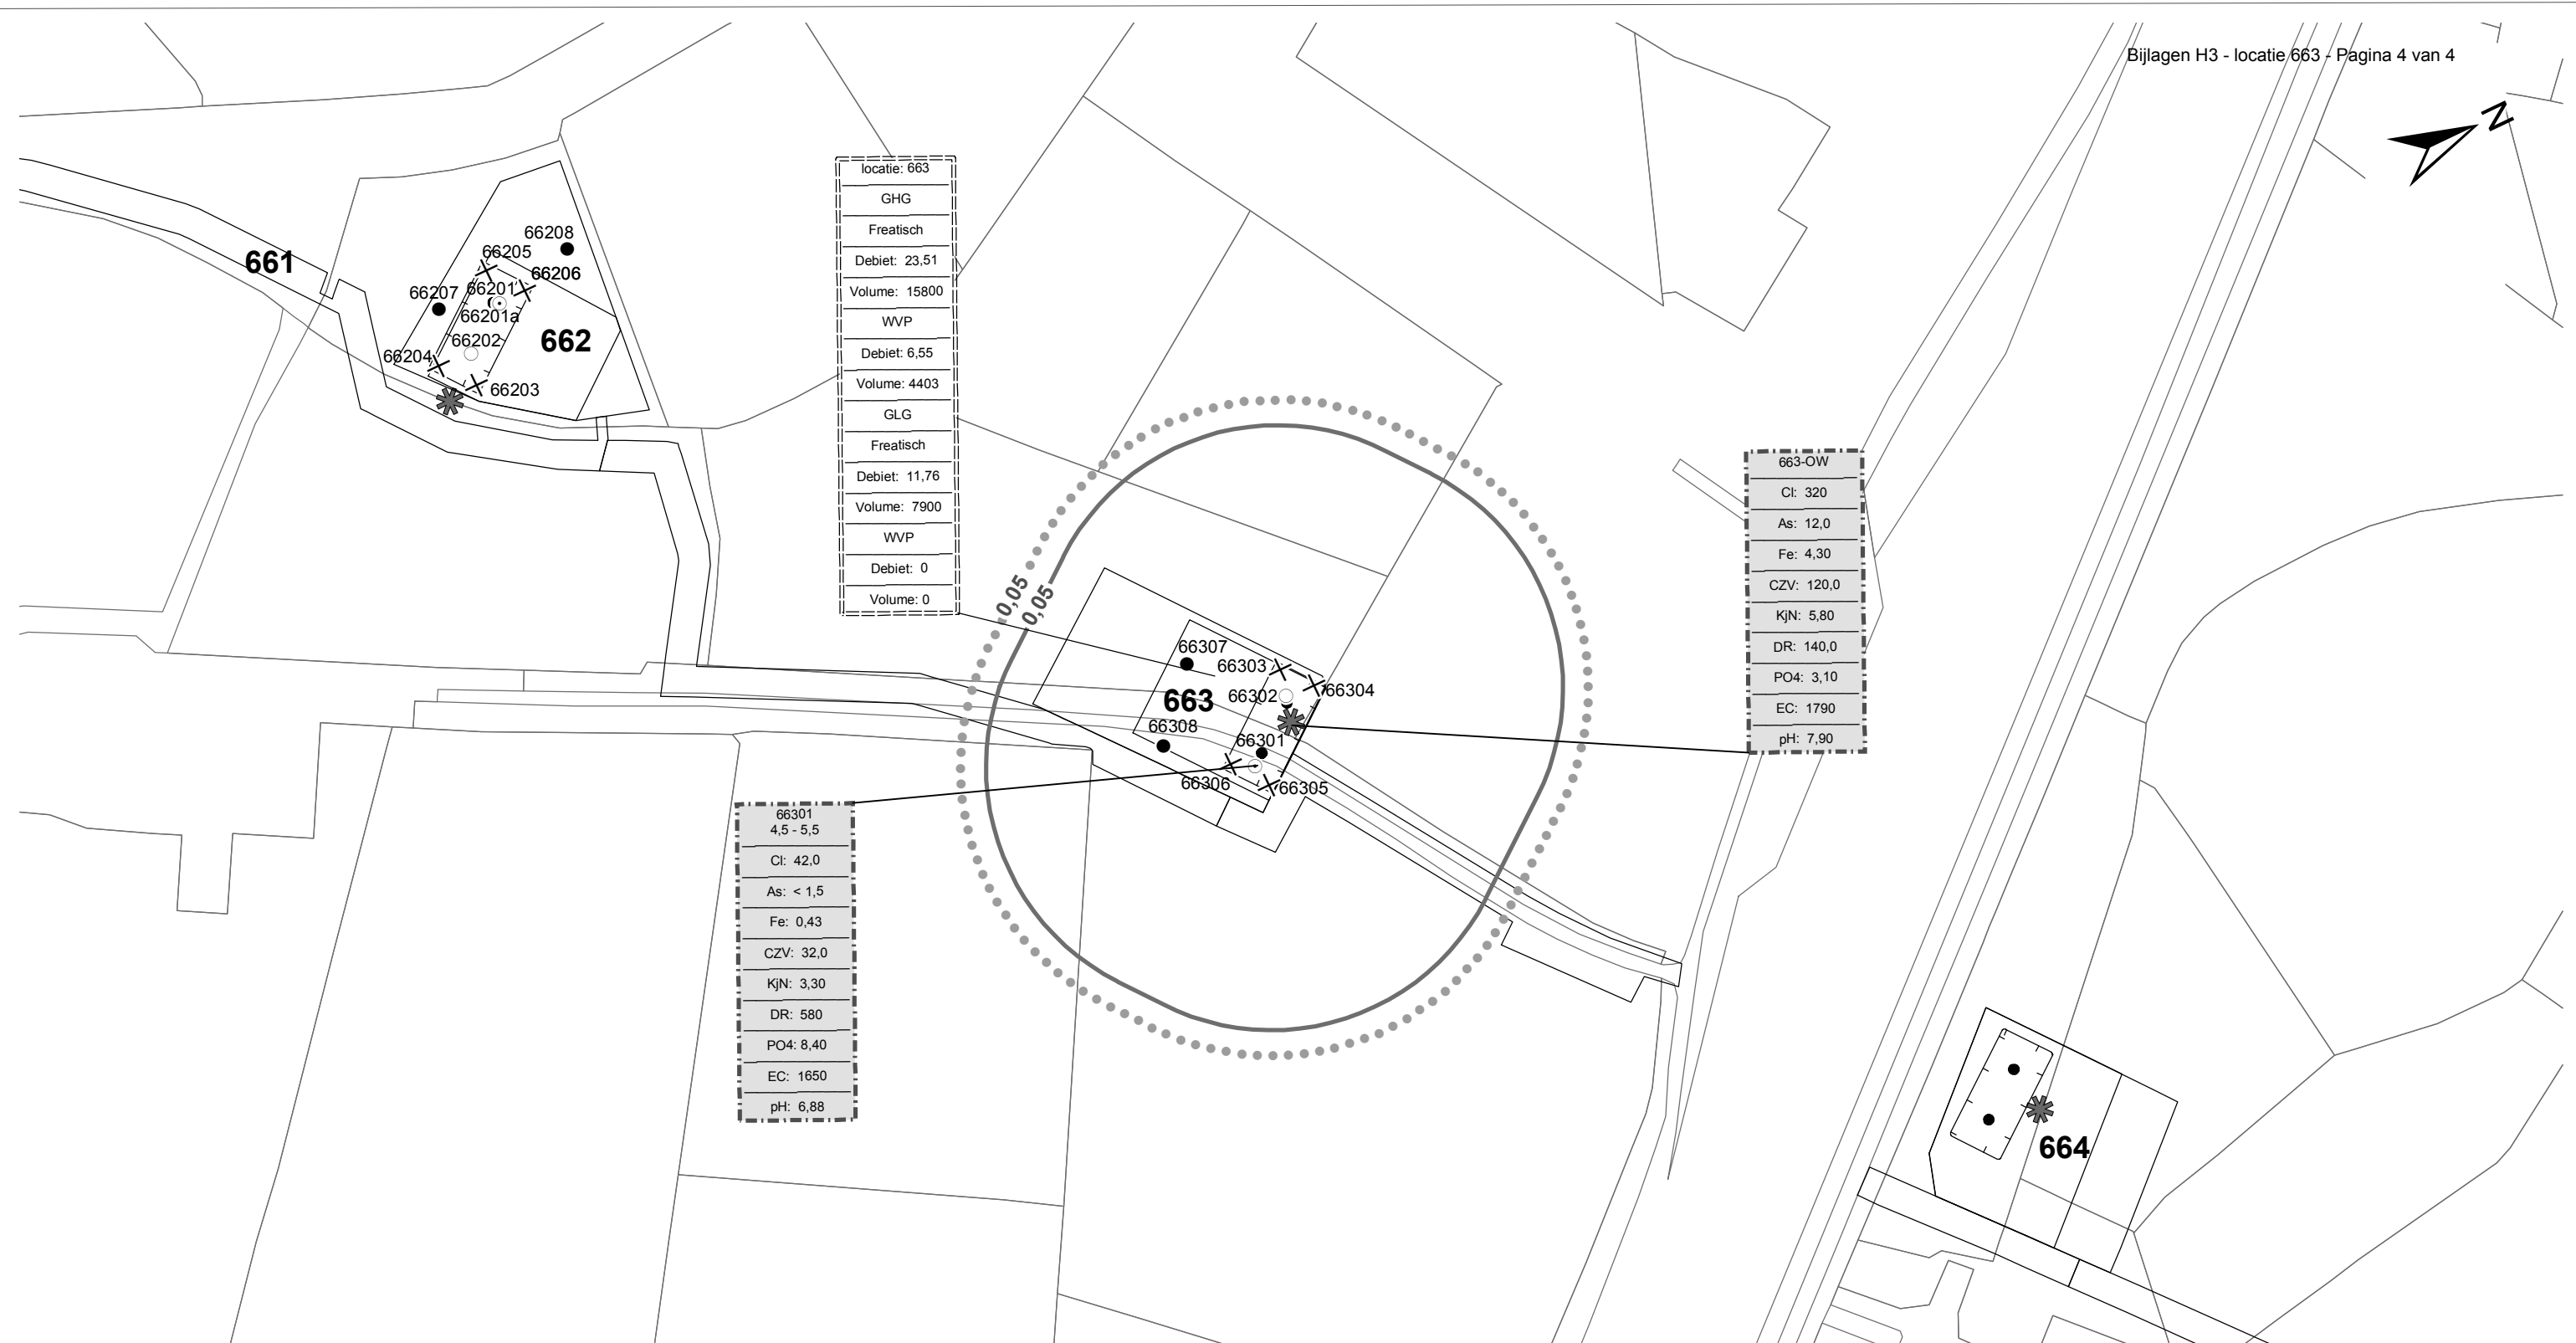 Bijlagen H3 - locatie 663 - Pagina 4 van 4
N
locatie: 663
GHG
Freatisch
Debiet: 23,51
Volume: 15800
WVP
Debiet: 6,55
Volume: 4403
GLG
Freatisch
Debiet: 11,76
Volume: 7900
WVP
Debiet: 0
Volume: 0
661
66208
66205
66206
66207
66201
66201a
66202
662
66204
66203
0,05
0,05
66307
66303
66304
66302
663
66308
66301
66306
66305
663-OW
Cl: 320
As: 12,0
Fe: 4,30
CZV: 120,0
KjN: 5,80
DR: 140,0
PO4: 3,10
EC: 1790
pH: 7,90
66301
4,5 - 5,5
Cl: 42,0
As: < 1,5
Fe: 0,43
CZV: 32,0
KjN: 3,30
DR: 580
PO4: 8,40
EC: 1650
pH: 6,88
664